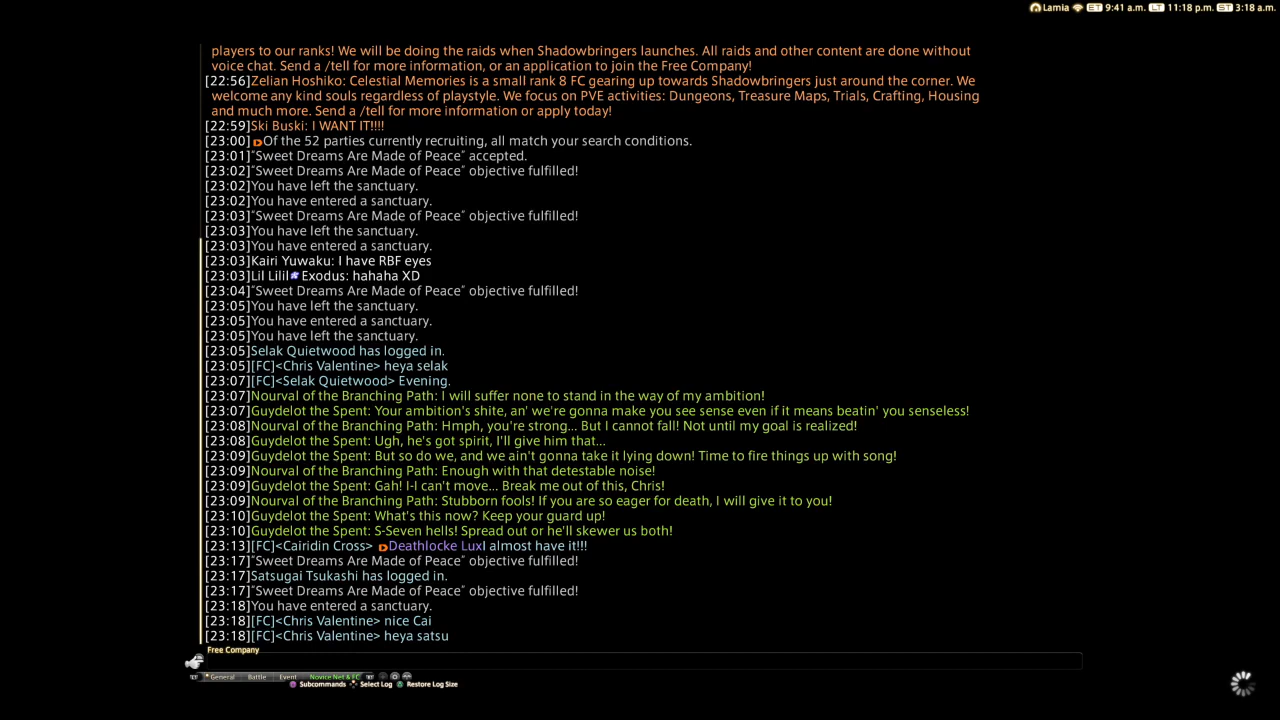 Lamia ET 9:41 a.m. LT 11:18 p.m. ST 3:18 a.m.
players to our ranks! We will be doing the raids when Shadowbringers launches. All raids and other content are done without
voice chat. Send a /tell for more information, or an application to join the Free Company!
[22:56]Zelian Hoshiko: Celestial Memories is a small rank 8 FC gearing up towards Shadowbringers just around the corner. We
welcome any kind souls regardless of playstyle. We focus on PVE activities: Dungeons, Treasure Maps, Trials, Crafting, Housing
and much more. Send a /tell for more information or apply today!
[22:59]Ski Buski: I WANT IT!!!!
[23:00]Of the 52 parties currently recruiting, all match your search conditions.
[23:01]"Sweet Dreams Are Made of Peace" accepted.
[23:02]"Sweet Dreams Are Made of Peace" objective fulfilled!
[23:02]You have left the sanctuary.
[23:02]You have entered a sanctuary.
[23:03]"Sweet Dreams Are Made of Peace" objective fulfilled!
[23:03]You have left the sanctuary.
[23:03]You have entered a sanctuary.
[23:03]Kairi Yuwaku: I have RBF eyes
[23:03]Lil Lilil Exodus: hahaha XD
[23:04]"Sweet Dreams Are Made of Peace" objective fulfilled!
[23:05]You have left the sanctuary.
[23:05]You have entered a sanctuary.
[23:05]You have left the sanctuary.
[23:05]Selak Quietwood has logged in.
[23:05][FC]<Chris Valentine> heya selak
[23:07][FC]<Selak Quietwood> Evening.
[23:07]Nourval of the Branching Path: I will suffer none to stand in the way of my ambition!
[23:07]Guydelot the Spent: Your ambition's shite, an' we're gonna make you see sense even if it means beatin' you senseless!
[23:08]Nourval of the Branching Path: Hmph, you're strong... But I cannot fall! Not until my goal is realized!
[23:08]Guydelot the Spent: Ugh, he's got spirit, I'll give him that...
[23:09]Guydelot the Spent: But so do we, and we ain't gonna take it lying down! Time to fire things up with song!
[23:09]Nourval of the Branching Path: Enough with that detestable noise!
[23:09]Guydelot the Spent: Gah! I-I can't move... Break me out of this, Chris!
[23:09]Nourval of the Branching Path: Stubborn fools! If you are so eager for death, I will give it to you!
[23:10]Guydelot the Spent: What's this now? Keep your guard up!
[23:10]Guydelot the Spent: S-Seven hells! Spread out or he'll skewer us both!
[23:13][FC]<Cairidin Cross> Deathlocke LuxI almost have it!!!
[23:17]"Sweet Dreams Are Made of Peace" objective fulfilled!
[23:17]Satsugai Tsukashi has logged in.
[23:17]"Sweet Dreams Are Made of Peace" objective fulfilled!
[23:18]You have entered a sanctuary.
[23:18][FC]<Chris Valentine> nice Cai
[23:18][FC]<Chris Valentine> heya satsu
Free Company
L1 General Battle Event Novice Net & FC R1
Subcommands Select Log Restore Log Size